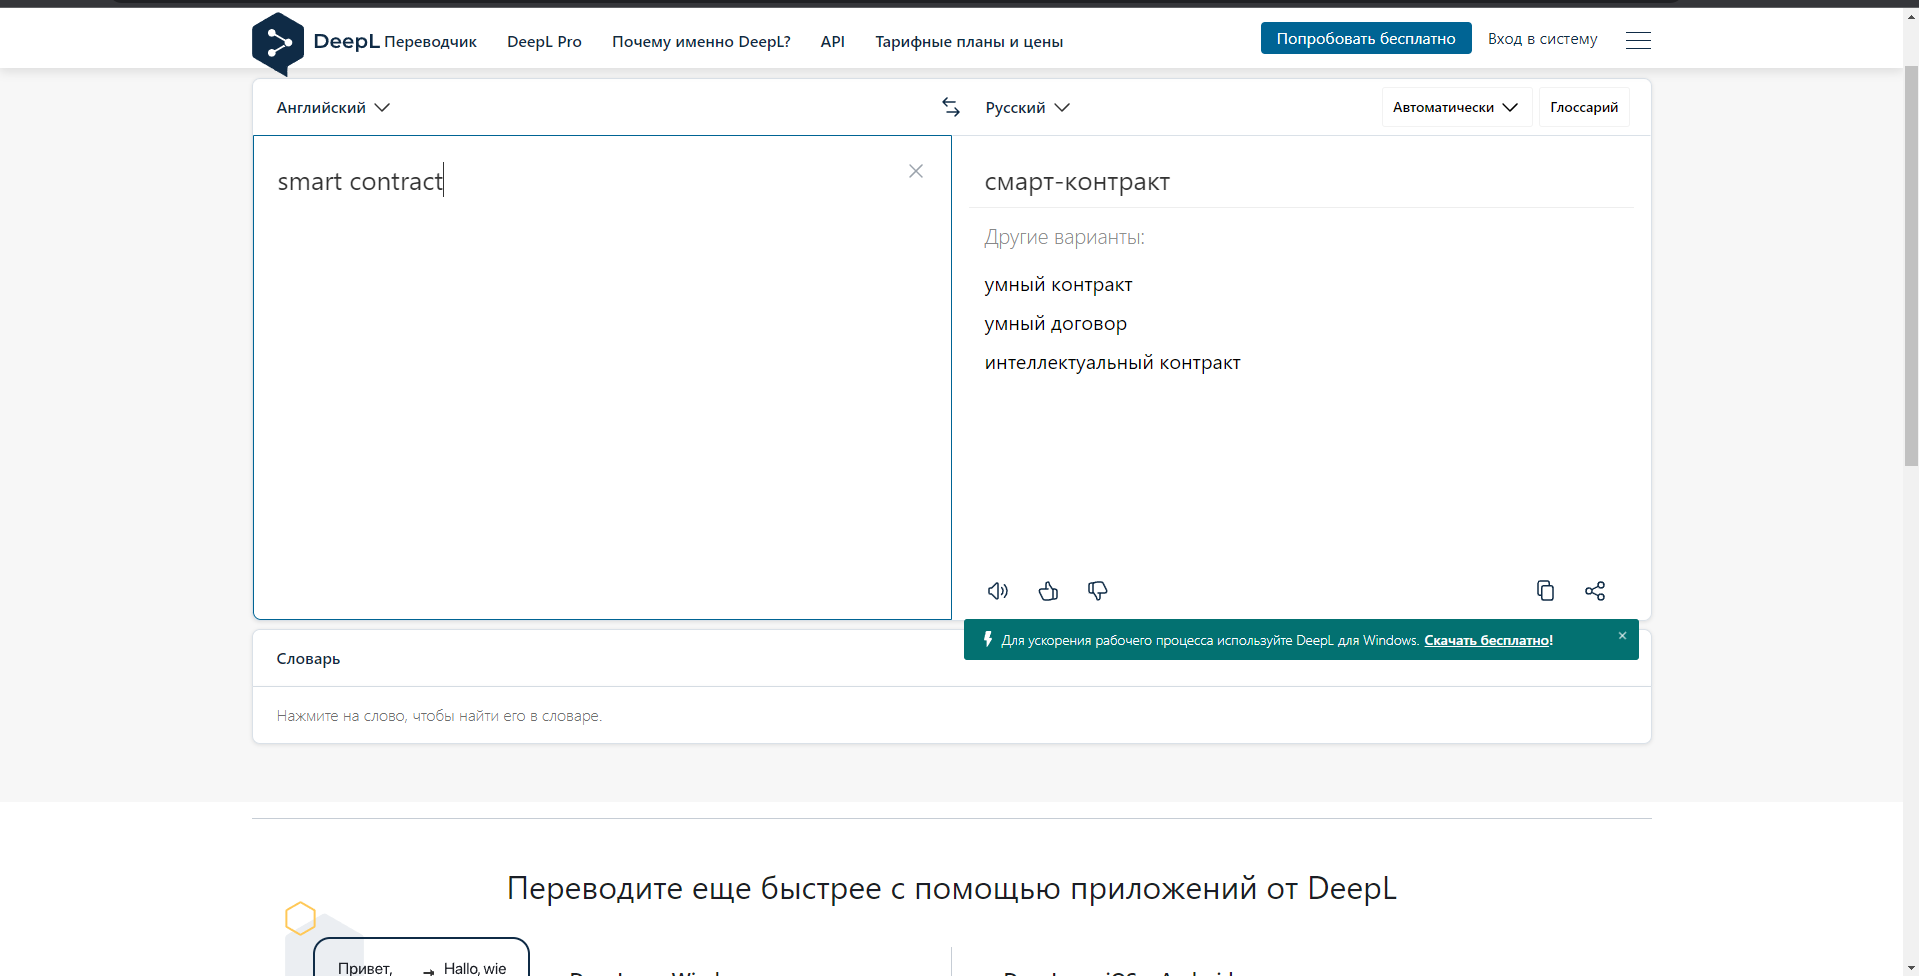 DeepL Переводчик DeepL Pro Почему именно DeepL? API Тарифные планы и цены Попробовать бесплатно Вход в систему
Английский Русский Автоматически Глоссарий
smart contract
смарт-контракт
Другие варианты:
умный контракт
умный договор
интеллектуальный контракт
Для ускорения рабочего процесса используйте DeepL для Windows. Скачать бесплатно!
Словарь
Нажмите на слово, чтобы найти его в словаре.
Переводите еще быстрее с помощью приложений от DeepL
Привет, → Hallo, wie